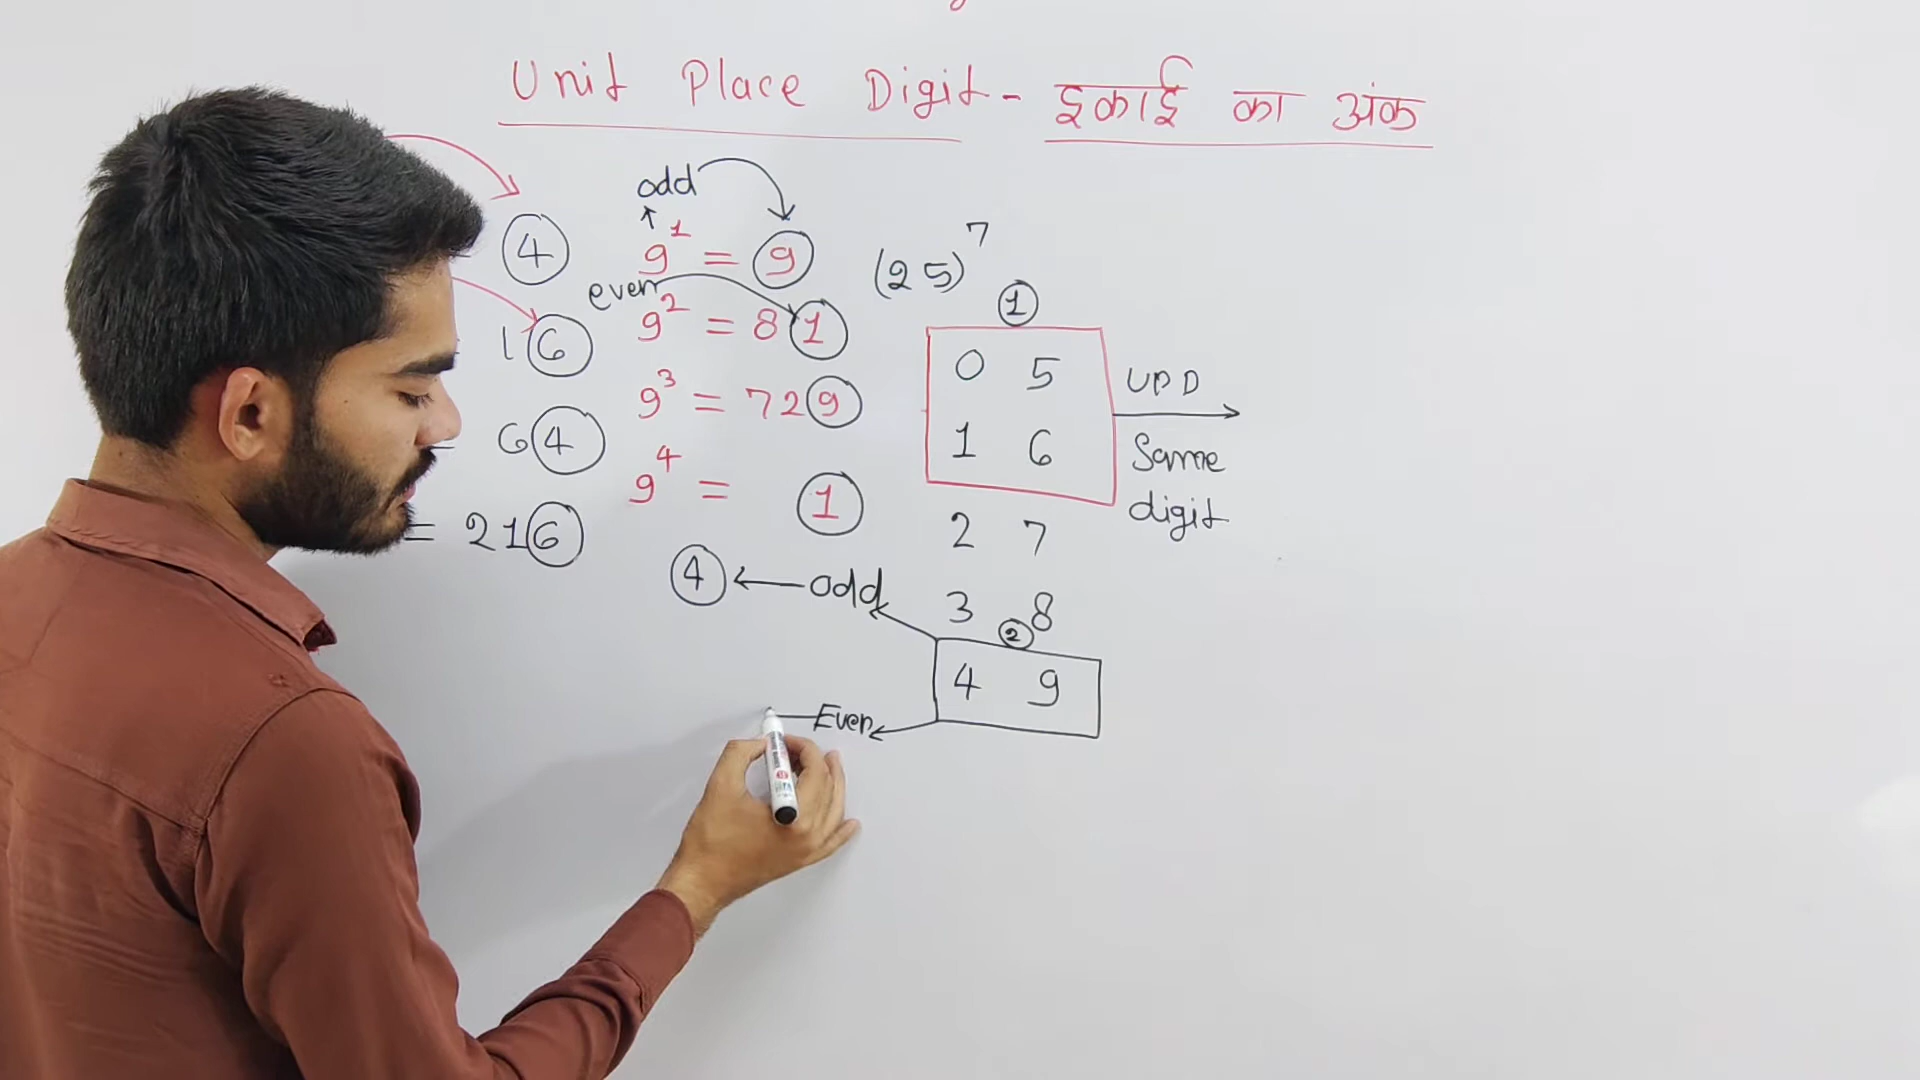 Unit Place Digit - इकाई का अंक
odd
4
9¹ = 9
(25)⁷
even
1
16
9² = 81
0 5
UPD
64
9³ = 729
1 6
Same
digit
= 216
9⁴ = 1
2 7
4 ← odd
3 8
2
4 9
Even